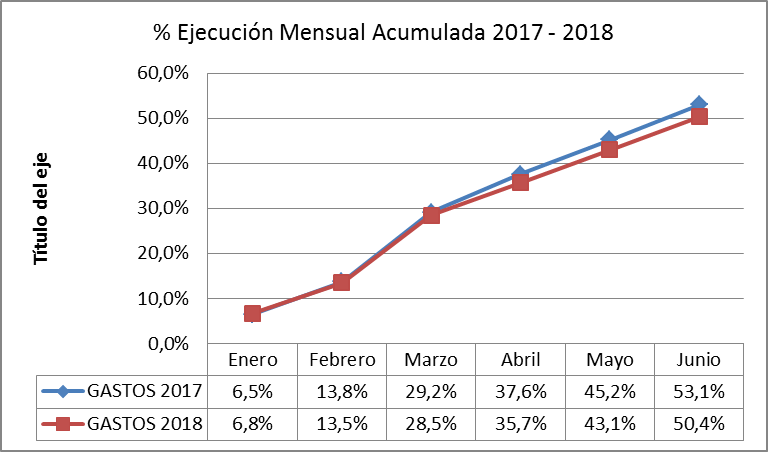 % Ejecución Mensual Acumulada 2017 - 2018
60,0%
50,0%
40,0%
30,0%
20,0%
10,0%
0,0%
Título del eje
Enero Febrero Marzo Abril Mayo Junio
GASTOS 2017 6,5% 13,8% 29,2% 37,6% 45,2% 53,1%
GASTOS 2018 6,8% 13,5% 28,5% 35,7% 43,1% 50,4%